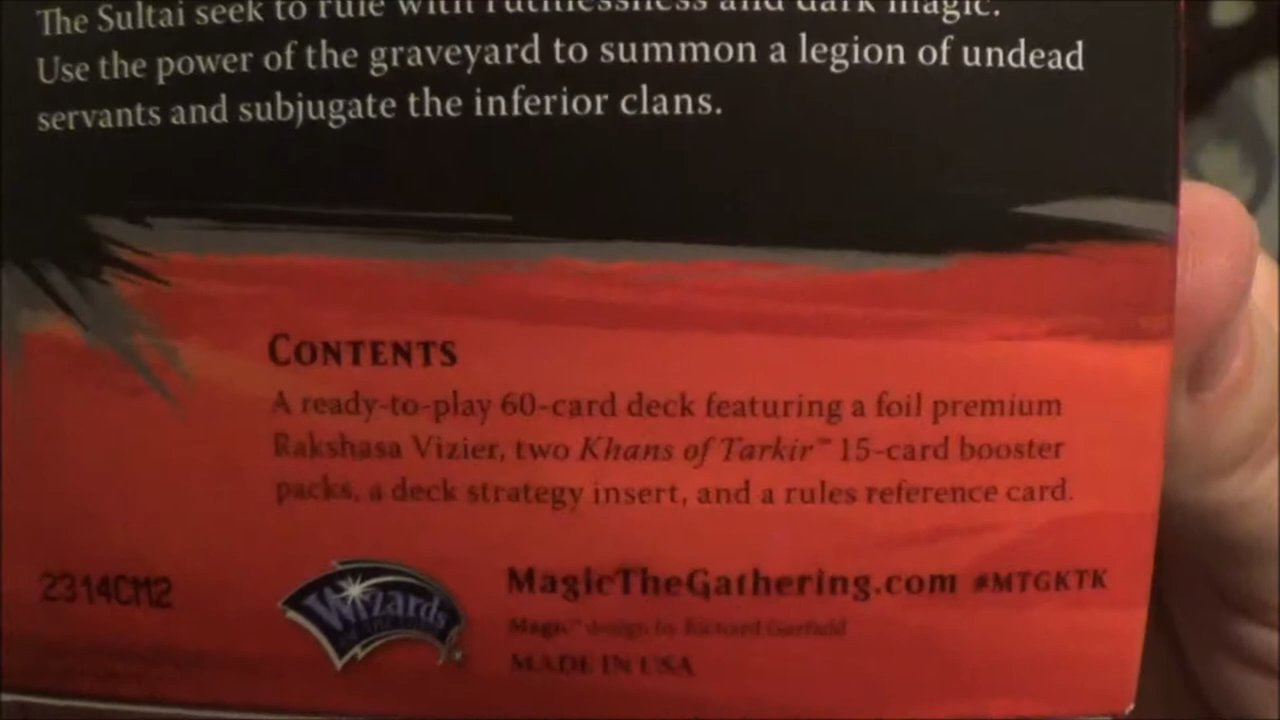 The Sultai seek to rule with ruthlessness and dark magic.
Use the power of the graveyard to summon a legion of undead
servants and subjugate the inferior clans.
CONTENTS
A ready-to-play 60-card deck featuring a foil premium
Rakshasa Vizier, two Khans of Tarkir™ 15-card booster
packs, a deck strategy insert, and a rules reference card.
2314CM2
Wizards
MagicTheGathering.com #MTGKTK
Magic™ design by Richard Garfield
MADE IN USA